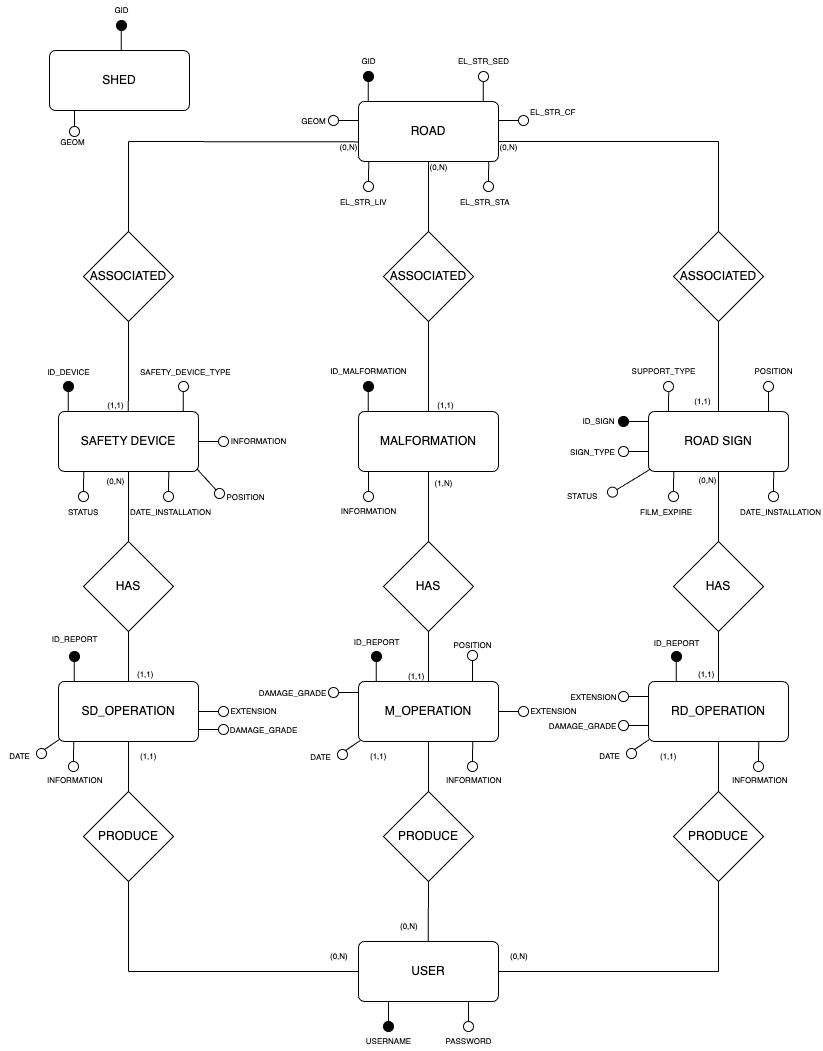 GID
SHED
GEOM
GID
EL_STR_SED
GEOM
ROAD
EL_STR_CF
(0,N)
(0,N)
(0,N)
EL_STR_LIV
EL_STR_STA
ASSOCIATED
ASSOCIATED
ASSOCIATED
ID_DEVICE
SAFETY_DEVICE_TYPE
(1,1)
SAFETY DEVICE
INFORMATION
(0,N)
STATUS
DATE_INSTALLATION
POSITION
ID_MALFORMATION
(1,1)
MALFORMATION
(1,N)
INFORMATION
SUPPORT_TYPE
POSITION
(1,1)
ID_SIGN
SIGN_TYPE
ROAD SIGN
STATUS
(0,N)
FILM_EXPIRE
DATE_INSTALLATION
HAS
HAS
HAS
ID_REPORT
(1,1)
SD_OPERATION
EXTENSION
DAMAGE_GRADE
DATE
(1,1)
INFORMATION
ID_REPORT
POSITION
(1,1)
DAMAGE_GRADE
M_OPERATION
EXTENSION
DATE
(1,1)
INFORMATION
ID_REPORT
(1,1)
EXTENSION
RD_OPERATION
DAMAGE_GRADE
DATE
(1,1)
INFORMATION
PRODUCE
PRODUCE
PRODUCE
(0,N)
(0,N)
(0,N)
USER
USERNAME
PASSWORD